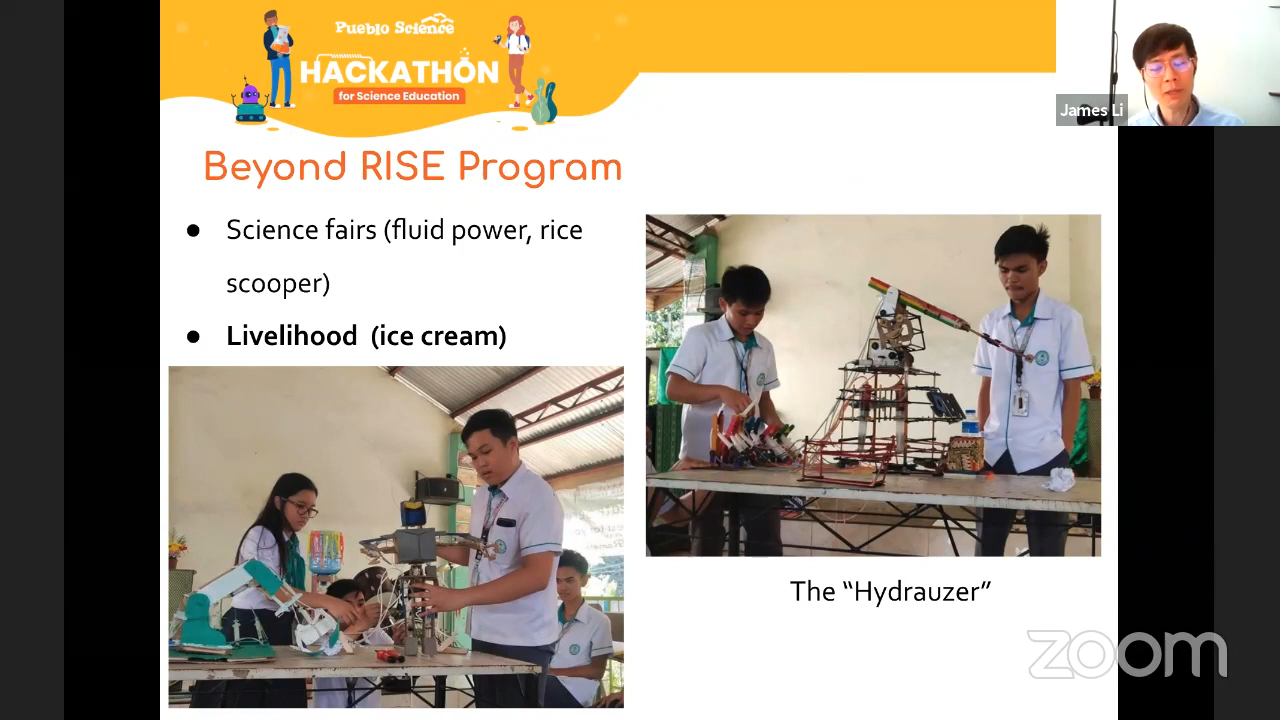 Pueblo Science
HACKATHON
for Science Education
James Li
Beyond RISE Program
● Science fairs (fluid power, rice
scooper)
● Livelihood (ice cream)
The “Hydrauzer”
zoom